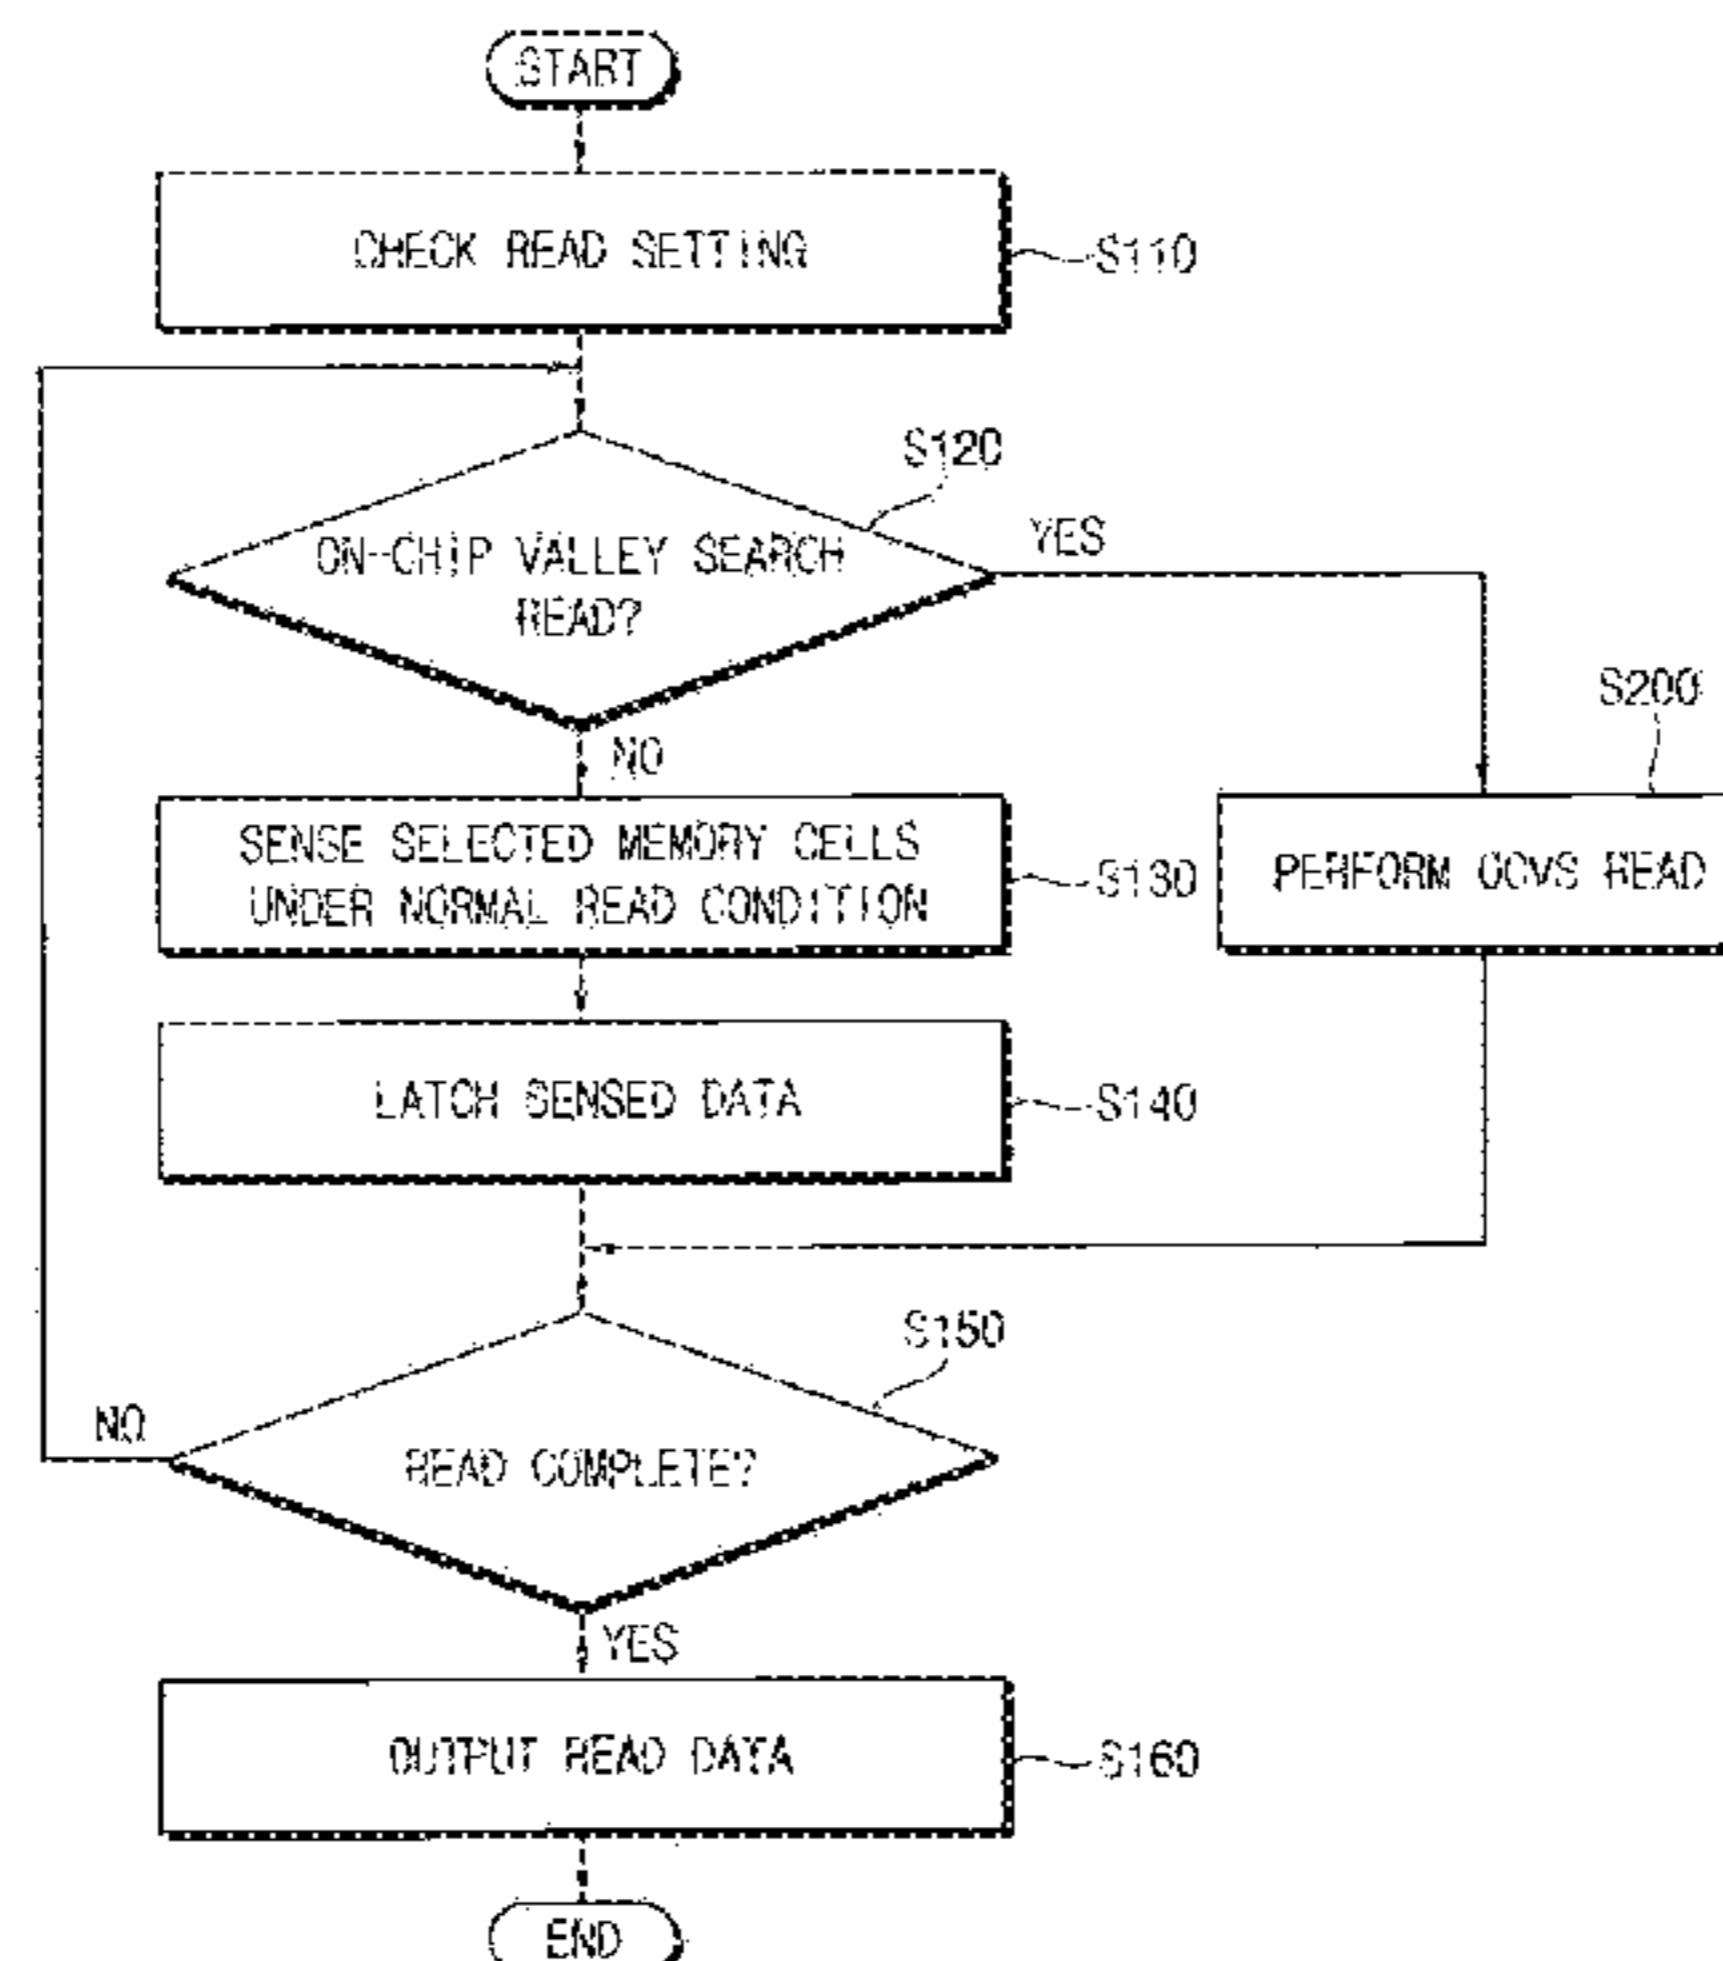 START
CHECK READ SETTING
S110
S120
ON-CHIP VALLEY SEARCH
READ?
YES
NO
S200
SENSE SELECTED MEMORY CELLS
UNDER NORMAL READ CONDITION
S130
PERFORM OCVS READ
LATCH SENSED DATA
S140
S150
NO
READ COMPLETE?
YES
OUTPUT READ DATA
S160
END